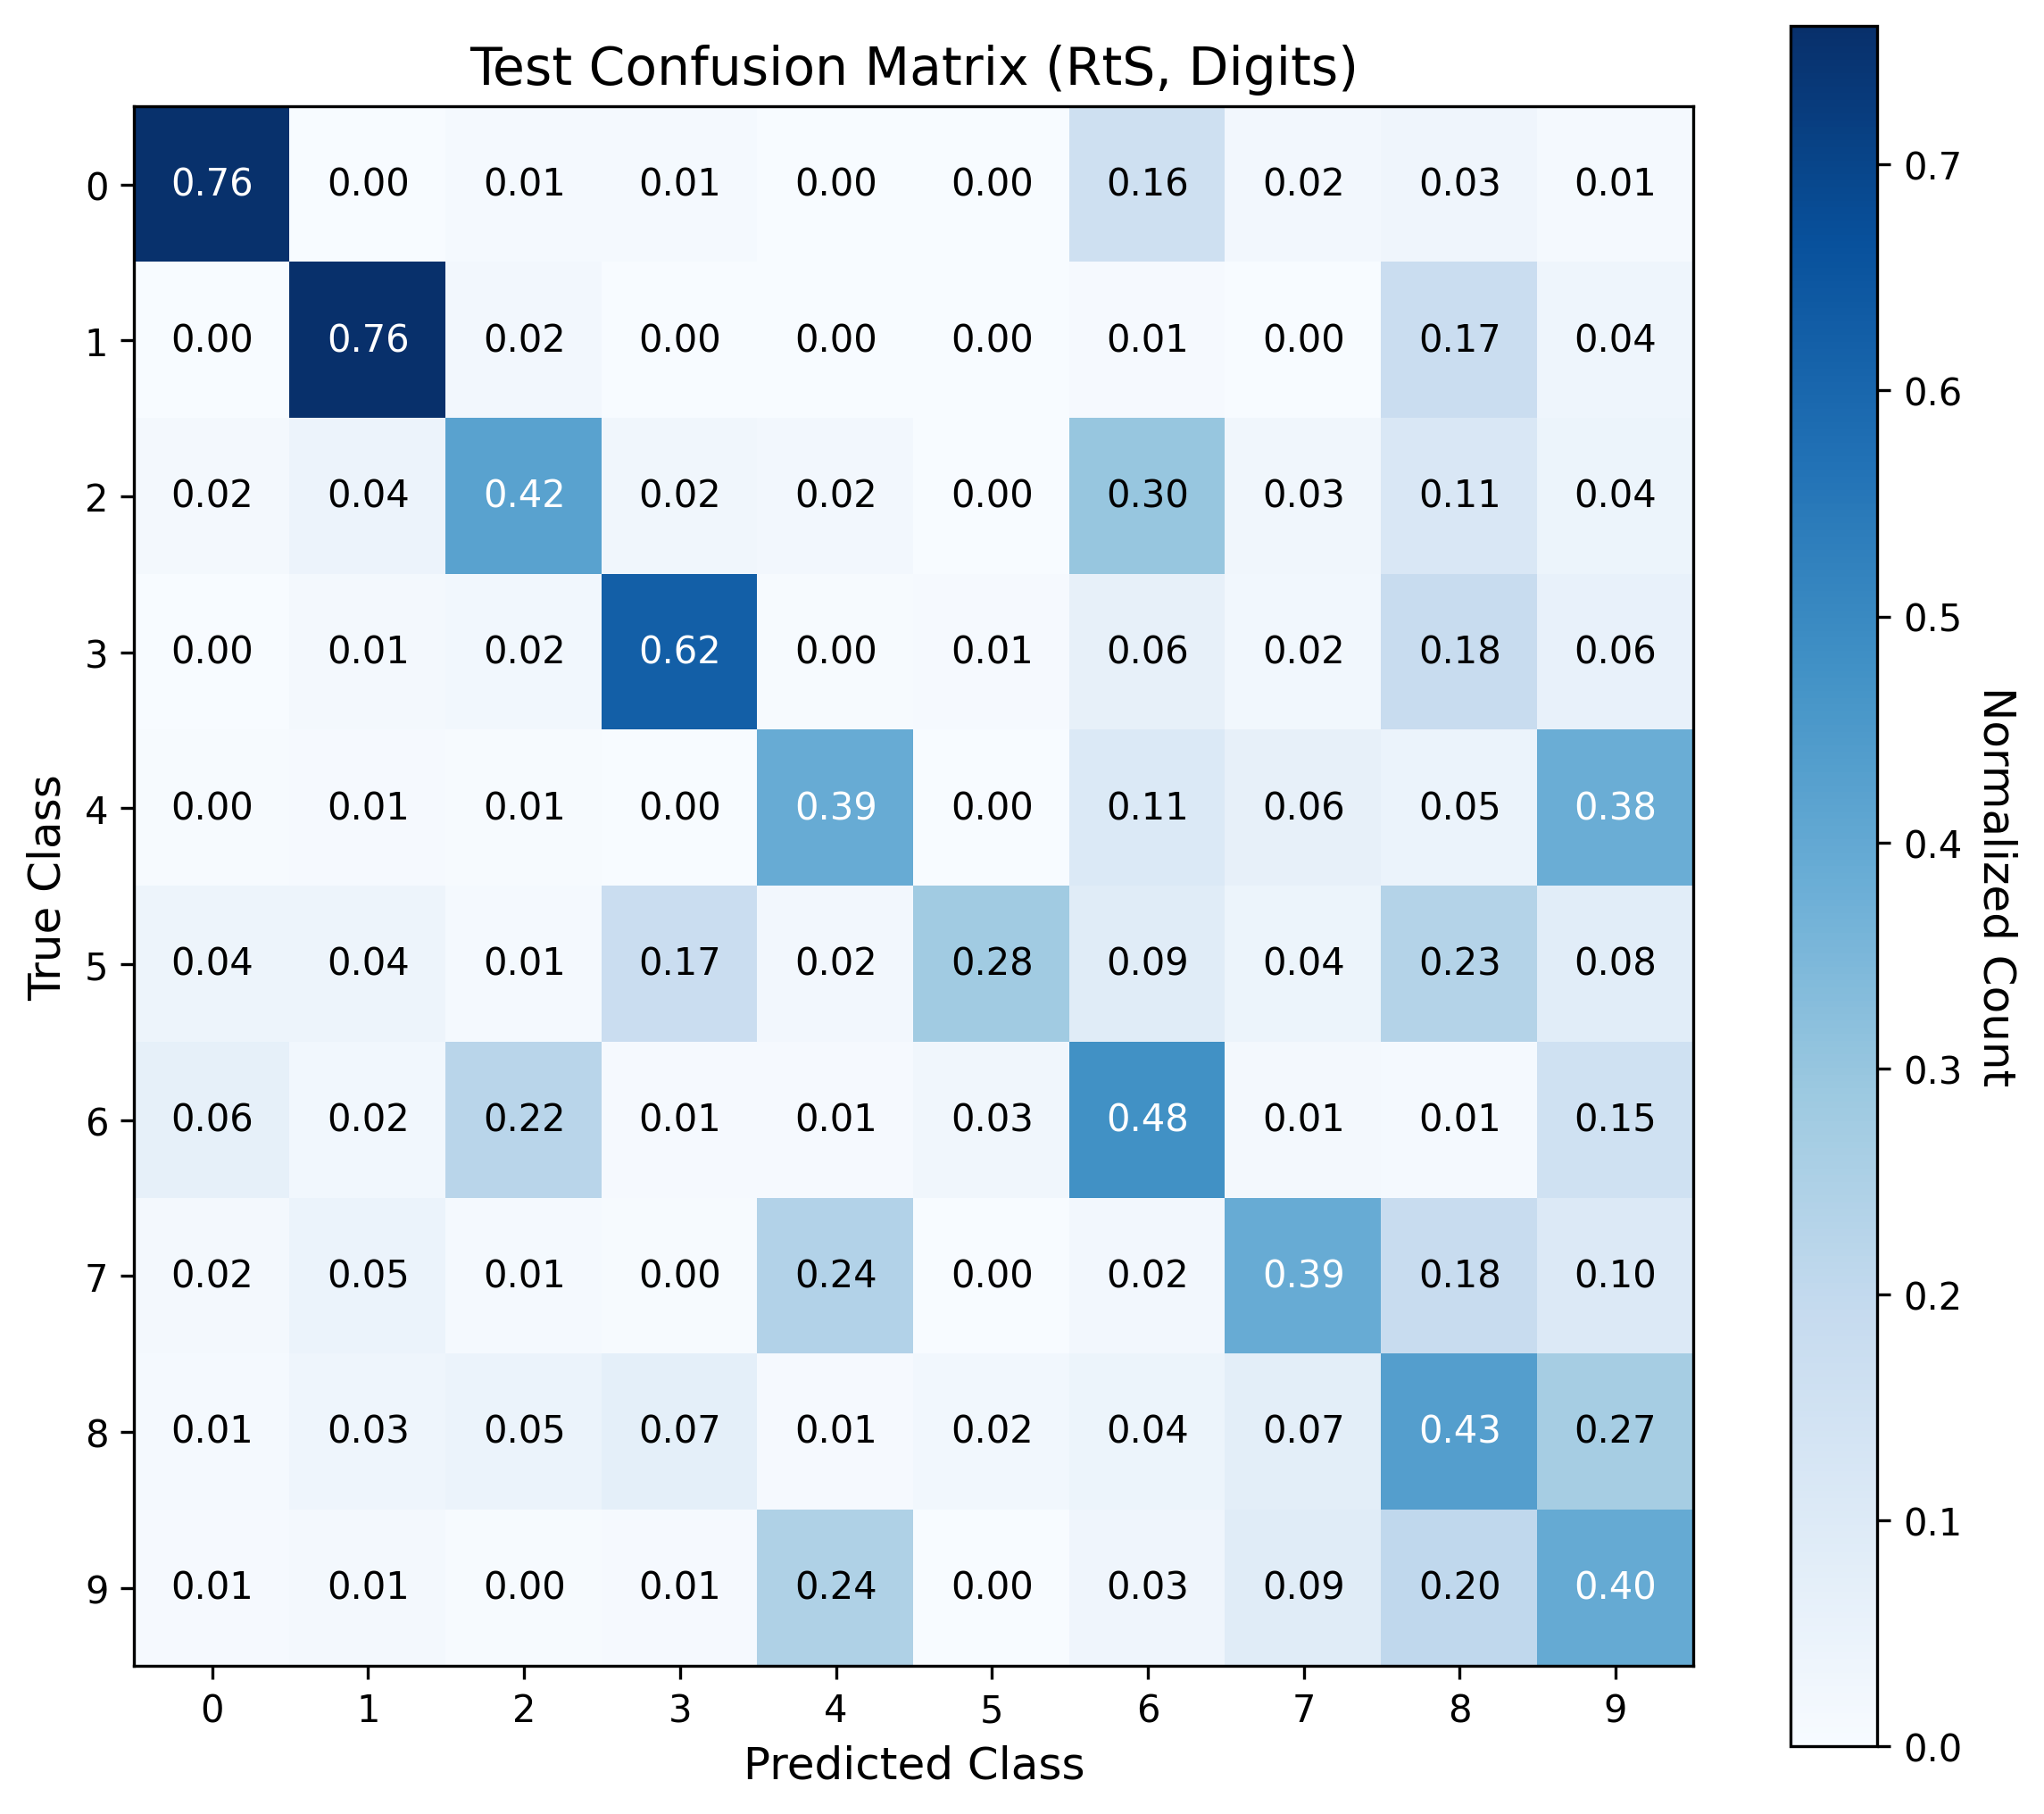 Test Confusion Matrix (RtS, Digits)
0 0.76 0.00 0.01 0.01 0.00 0.00 0.16 0.02 0.03 0.01
1 0.00 0.76 0.02 0.00 0.00 0.00 0.01 0.00 0.17 0.04
2 0.02 0.04 0.42 0.02 0.02 0.00 0.30 0.03 0.11 0.04
3 0.00 0.01 0.02 0.62 0.00 0.01 0.06 0.02 0.18 0.06
4 0.00 0.01 0.01 0.00 0.39 0.00 0.11 0.06 0.05 0.38
5 0.04 0.04 0.01 0.17 0.02 0.28 0.09 0.04 0.23 0.08
6 0.06 0.02 0.22 0.01 0.01 0.03 0.48 0.01 0.01 0.15
7 0.02 0.05 0.01 0.00 0.24 0.00 0.02 0.39 0.18 0.10
8 0.01 0.03 0.05 0.07 0.01 0.02 0.04 0.07 0.43 0.27
9 0.01 0.01 0.00 0.01 0.24 0.00 0.03 0.09 0.20 0.40
0 1 2 3 4 5 6 7 8 9
Predicted Class
True Class
0.7
0.6
0.5
0.4
0.3
0.2
0.1
0.0
Normalized Count